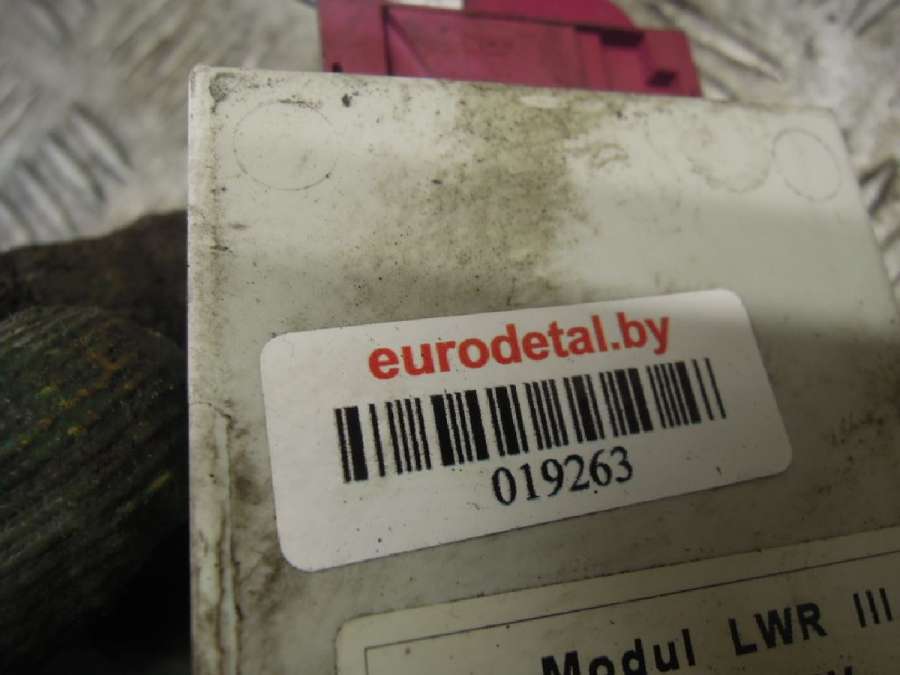 eurodetal.by
019263
Modul LWR III